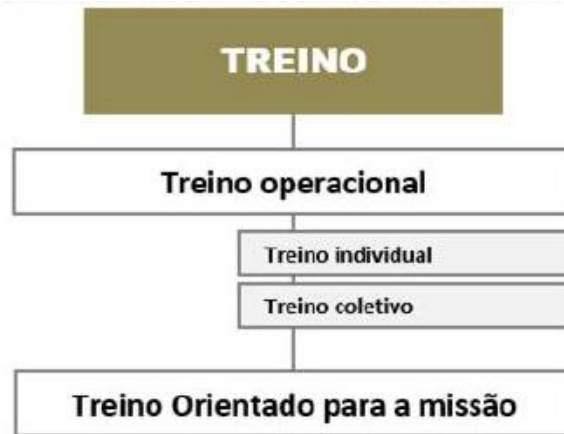 TREINO
Treino operacional
Treino individual
Treino coletivo
Treino Orientado para a missão